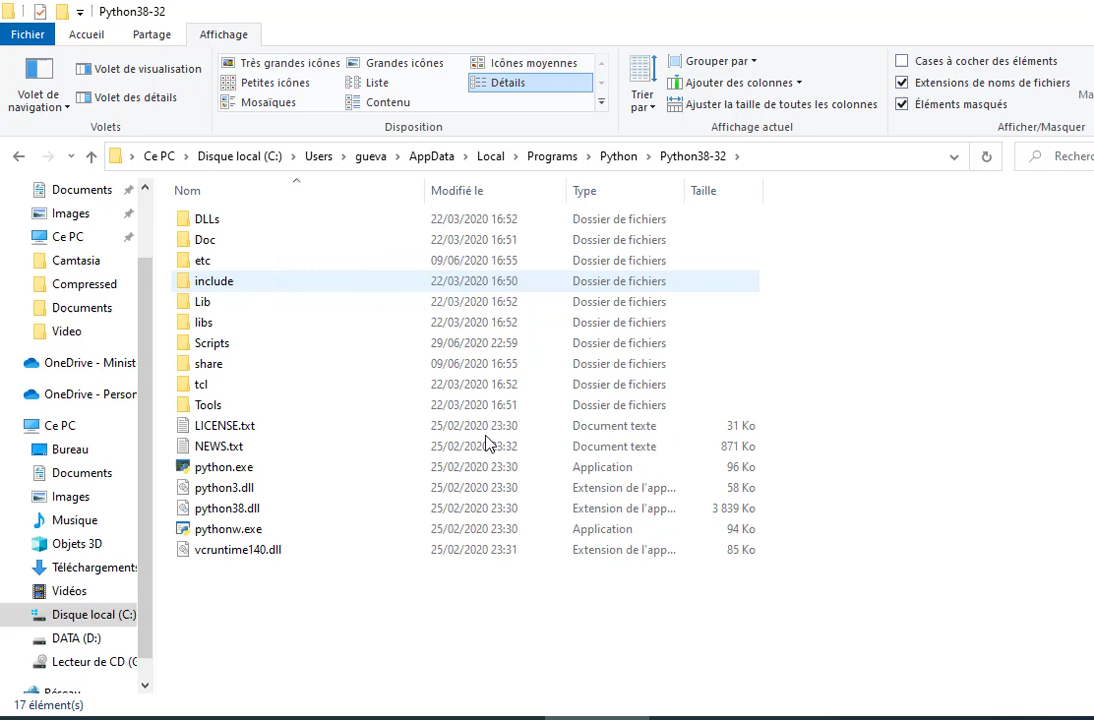 Python38-32
Fichier Accueil Partage Affichage
Volet de navigation
Volet de visualisation
Volet des détails
Volets
Très grandes icônes Grandes icônes Icônes moyennes
Petites icônes Liste Détails
Mosaïques Contenu
Disposition
Trier par
Grouper par
Ajouter des colonnes
Ajuster la taille de toutes les colonnes
Affichage actuel
Cases à cocher des éléments
Extensions de noms de fichiers
Éléments masqués
Afficher/Masquer
Ce PC > Disque local (C:) > Users > gueva > AppData > Local > Programs > Python > Python38-32 >
Documents
Images
Ce PC
Camtasia
Compressed
Documents
Video
OneDrive - Minist
OneDrive - Person
Ce PC
Bureau
Documents
Images
Musique
Objets 3D
Téléchargements
Vidéos
Disque local (C:)
DATA (D:)
Lecteur de CD (
Réseau
Nom Modifié le Type Taille
DLLs 22/03/2020 16:52 Dossier de fichiers
Doc 22/03/2020 16:51 Dossier de fichiers
etc 09/06/2020 16:55 Dossier de fichiers
include 22/03/2020 16:50 Dossier de fichiers
Lib 22/03/2020 16:52 Dossier de fichiers
libs 22/03/2020 16:52 Dossier de fichiers
Scripts 29/06/2020 22:59 Dossier de fichiers
share 09/06/2020 16:55 Dossier de fichiers
tcl 22/03/2020 16:52 Dossier de fichiers
Tools 22/03/2020 16:51 Dossier de fichiers
LICENSE.txt 25/02/2020 23:30 Document texte 31 Ko
NEWS.txt 25/02/2020 23:32 Document texte 871 Ko
python.exe 25/02/2020 23:30 Application 96 Ko
python3.dll 25/02/2020 23:30 Extension de l'app... 58 Ko
python38.dll 25/02/2020 23:30 Extension de l'app... 3 839 Ko
pythonw.exe 25/02/2020 23:30 Application 94 Ko
vcruntime140.dll 25/02/2020 23:31 Extension de l'app... 85 Ko
17 élément(s)